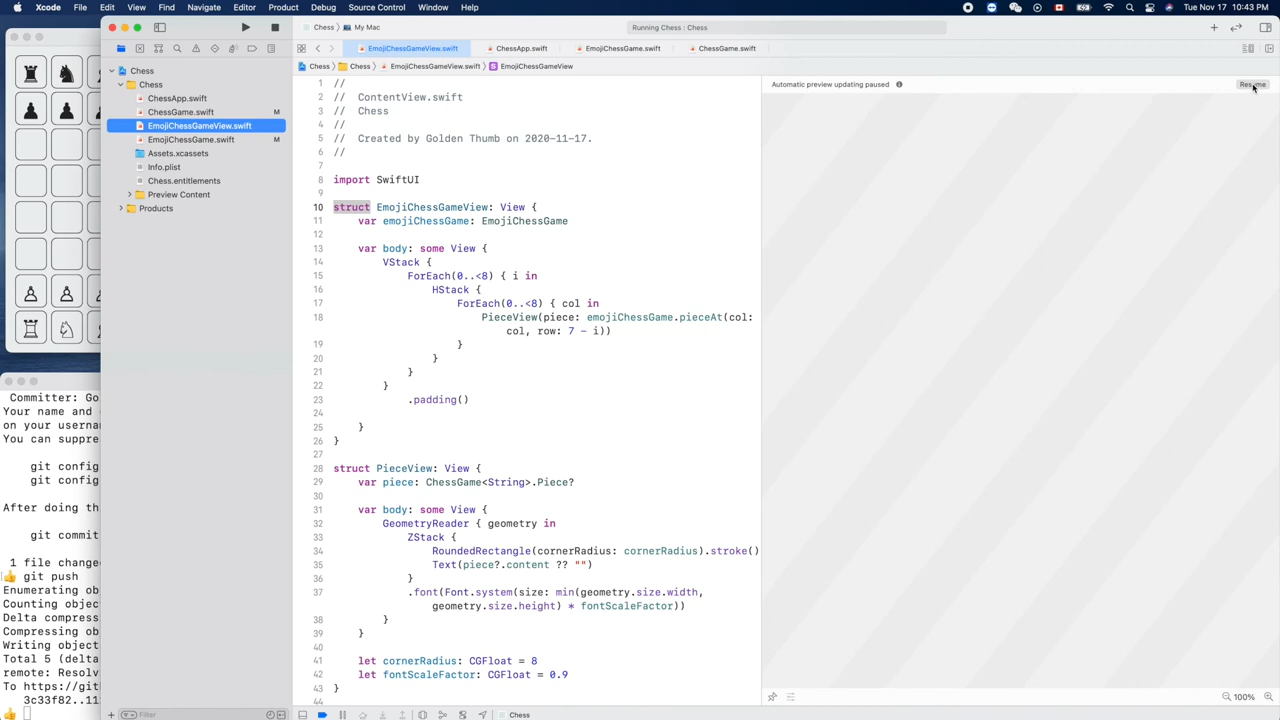 Xcode File Edit View Find Navigate Editor Product Debug Source Control Window Help
Nov 17 10:43 PM
Chess My Mac
Running Chess : Chess
EmojiChessGameView.swift ChessApp.swift EmojiChessGame.swift ChessGame.swift
Chess Chess EmojiChessGameView.swift EmojiChessGameView
Chess
Chess
ChessApp.swift
ChessGame.swift M
EmojiChessGameView.swift
EmojiChessGame.swift M
Assets.xcassets
Info.plist
Chess.entitlements
Preview Content
Products
Filter
1 //
2 // ContentView.swift
3 // Chess
4 //
5 // Created by Golden Thumb on 2020-11-17.
6 //
7
8 import SwiftUI
9
10 struct EmojiChessGameView: View {
11 var emojiChessGame: EmojiChessGame
12
13 var body: some View {
14 VStack {
15 ForEach(0..<8) { i in
16 HStack {
17 ForEach(0..<8) { col in
18 PieceView(piece: emojiChessGame.pieceAt(col:
col, row: 7 - i))
19 }
20 }
21 }
22 }
23 .padding()
24
25 }
26 }
27
28 struct PieceView: View {
29 var piece: ChessGame<String>.Piece?
30
31 var body: some View {
32 GeometryReader { geometry in
33 ZStack {
34 RoundedRectangle(cornerRadius: cornerRadius).stroke()
35 Text(piece?.content ?? "")
36 }
37 .font(Font.system(size: min(geometry.size.width,
geometry.size.height) * fontScaleFactor))
38 }
39 }
40
41 let cornerRadius: CGFloat = 8
42 let fontScaleFactor: CGFloat = 0.9
43 }
44
Chess
Automatic preview updating paused
100%
Committer: Go
Your name and
on your userna
You can suppre
git config
git config
After doing th
git commit
1 file change
👍 git push
Enumerating ob
Counting objec
Delta compress
Compressing ob
Writing object
Total 5 (delta
remote: Resolv
To https://git
3c33f82..11
👍